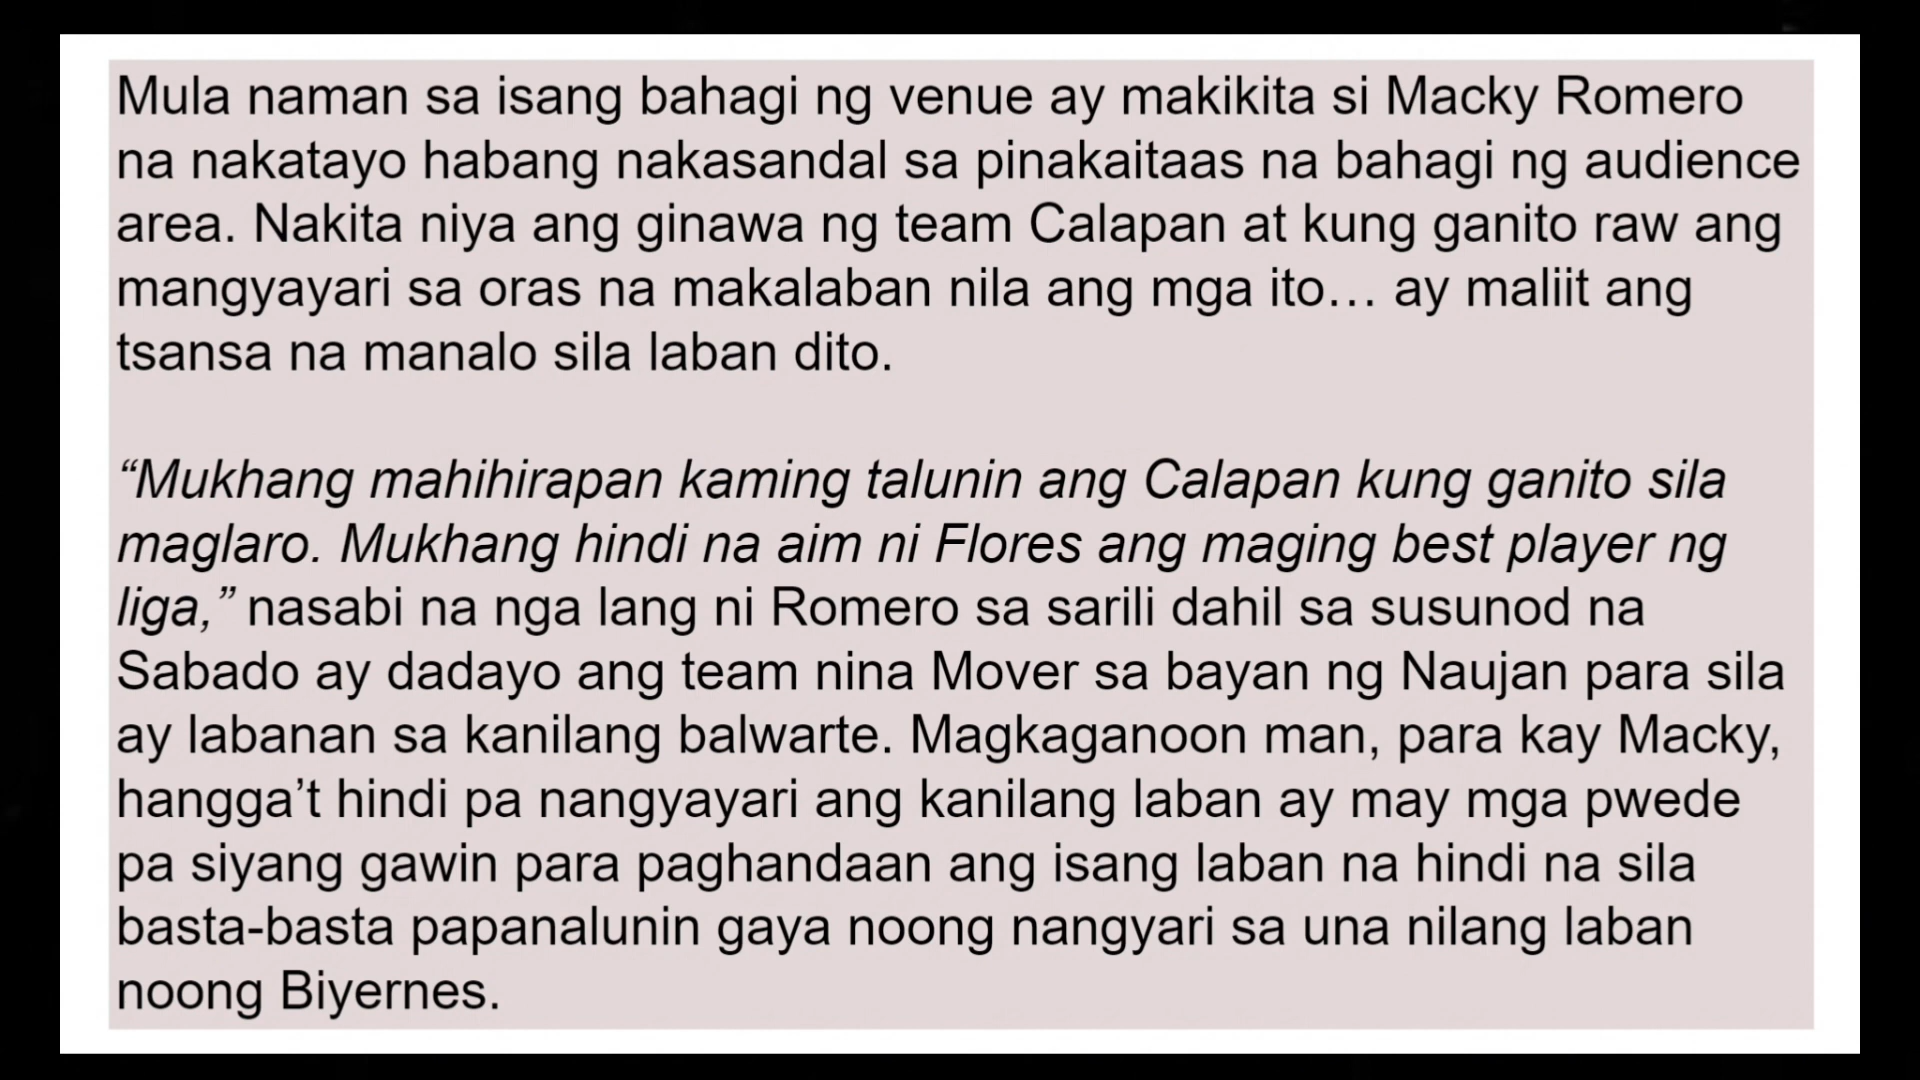 Mula naman sa isang bahagi ng venue ay makikita si Macky Romero
na nakatayo habang nakasandal sa pinakaitaas na bahagi ng audience
area. Nakita niya ang ginawa ng team Calapan at kung ganito raw ang
mangyayari sa oras na makalaban nila ang mga ito… ay maliit ang
tsansa na manalo sila laban dito.
“Mukhang mahihirapan kaming talunin ang Calapan kung ganito sila
maglaro. Mukhang hindi na aim ni Flores ang maging best player ng
liga,” nasabi na nga lang ni Romero sa sarili dahil sa susunod na
Sabado ay dadayo ang team nina Mover sa bayan ng Naujan para sila
ay labanan sa kanilang balwarte. Magkaganoon man, para kay Macky,
hangga’t hindi pa nangyayari ang kanilang laban ay may mga pwede
pa siyang gawin para paghandaan ang isang laban na hindi na sila
basta-basta papanalunin gaya noong nangyari sa una nilang laban
noong Biyernes.